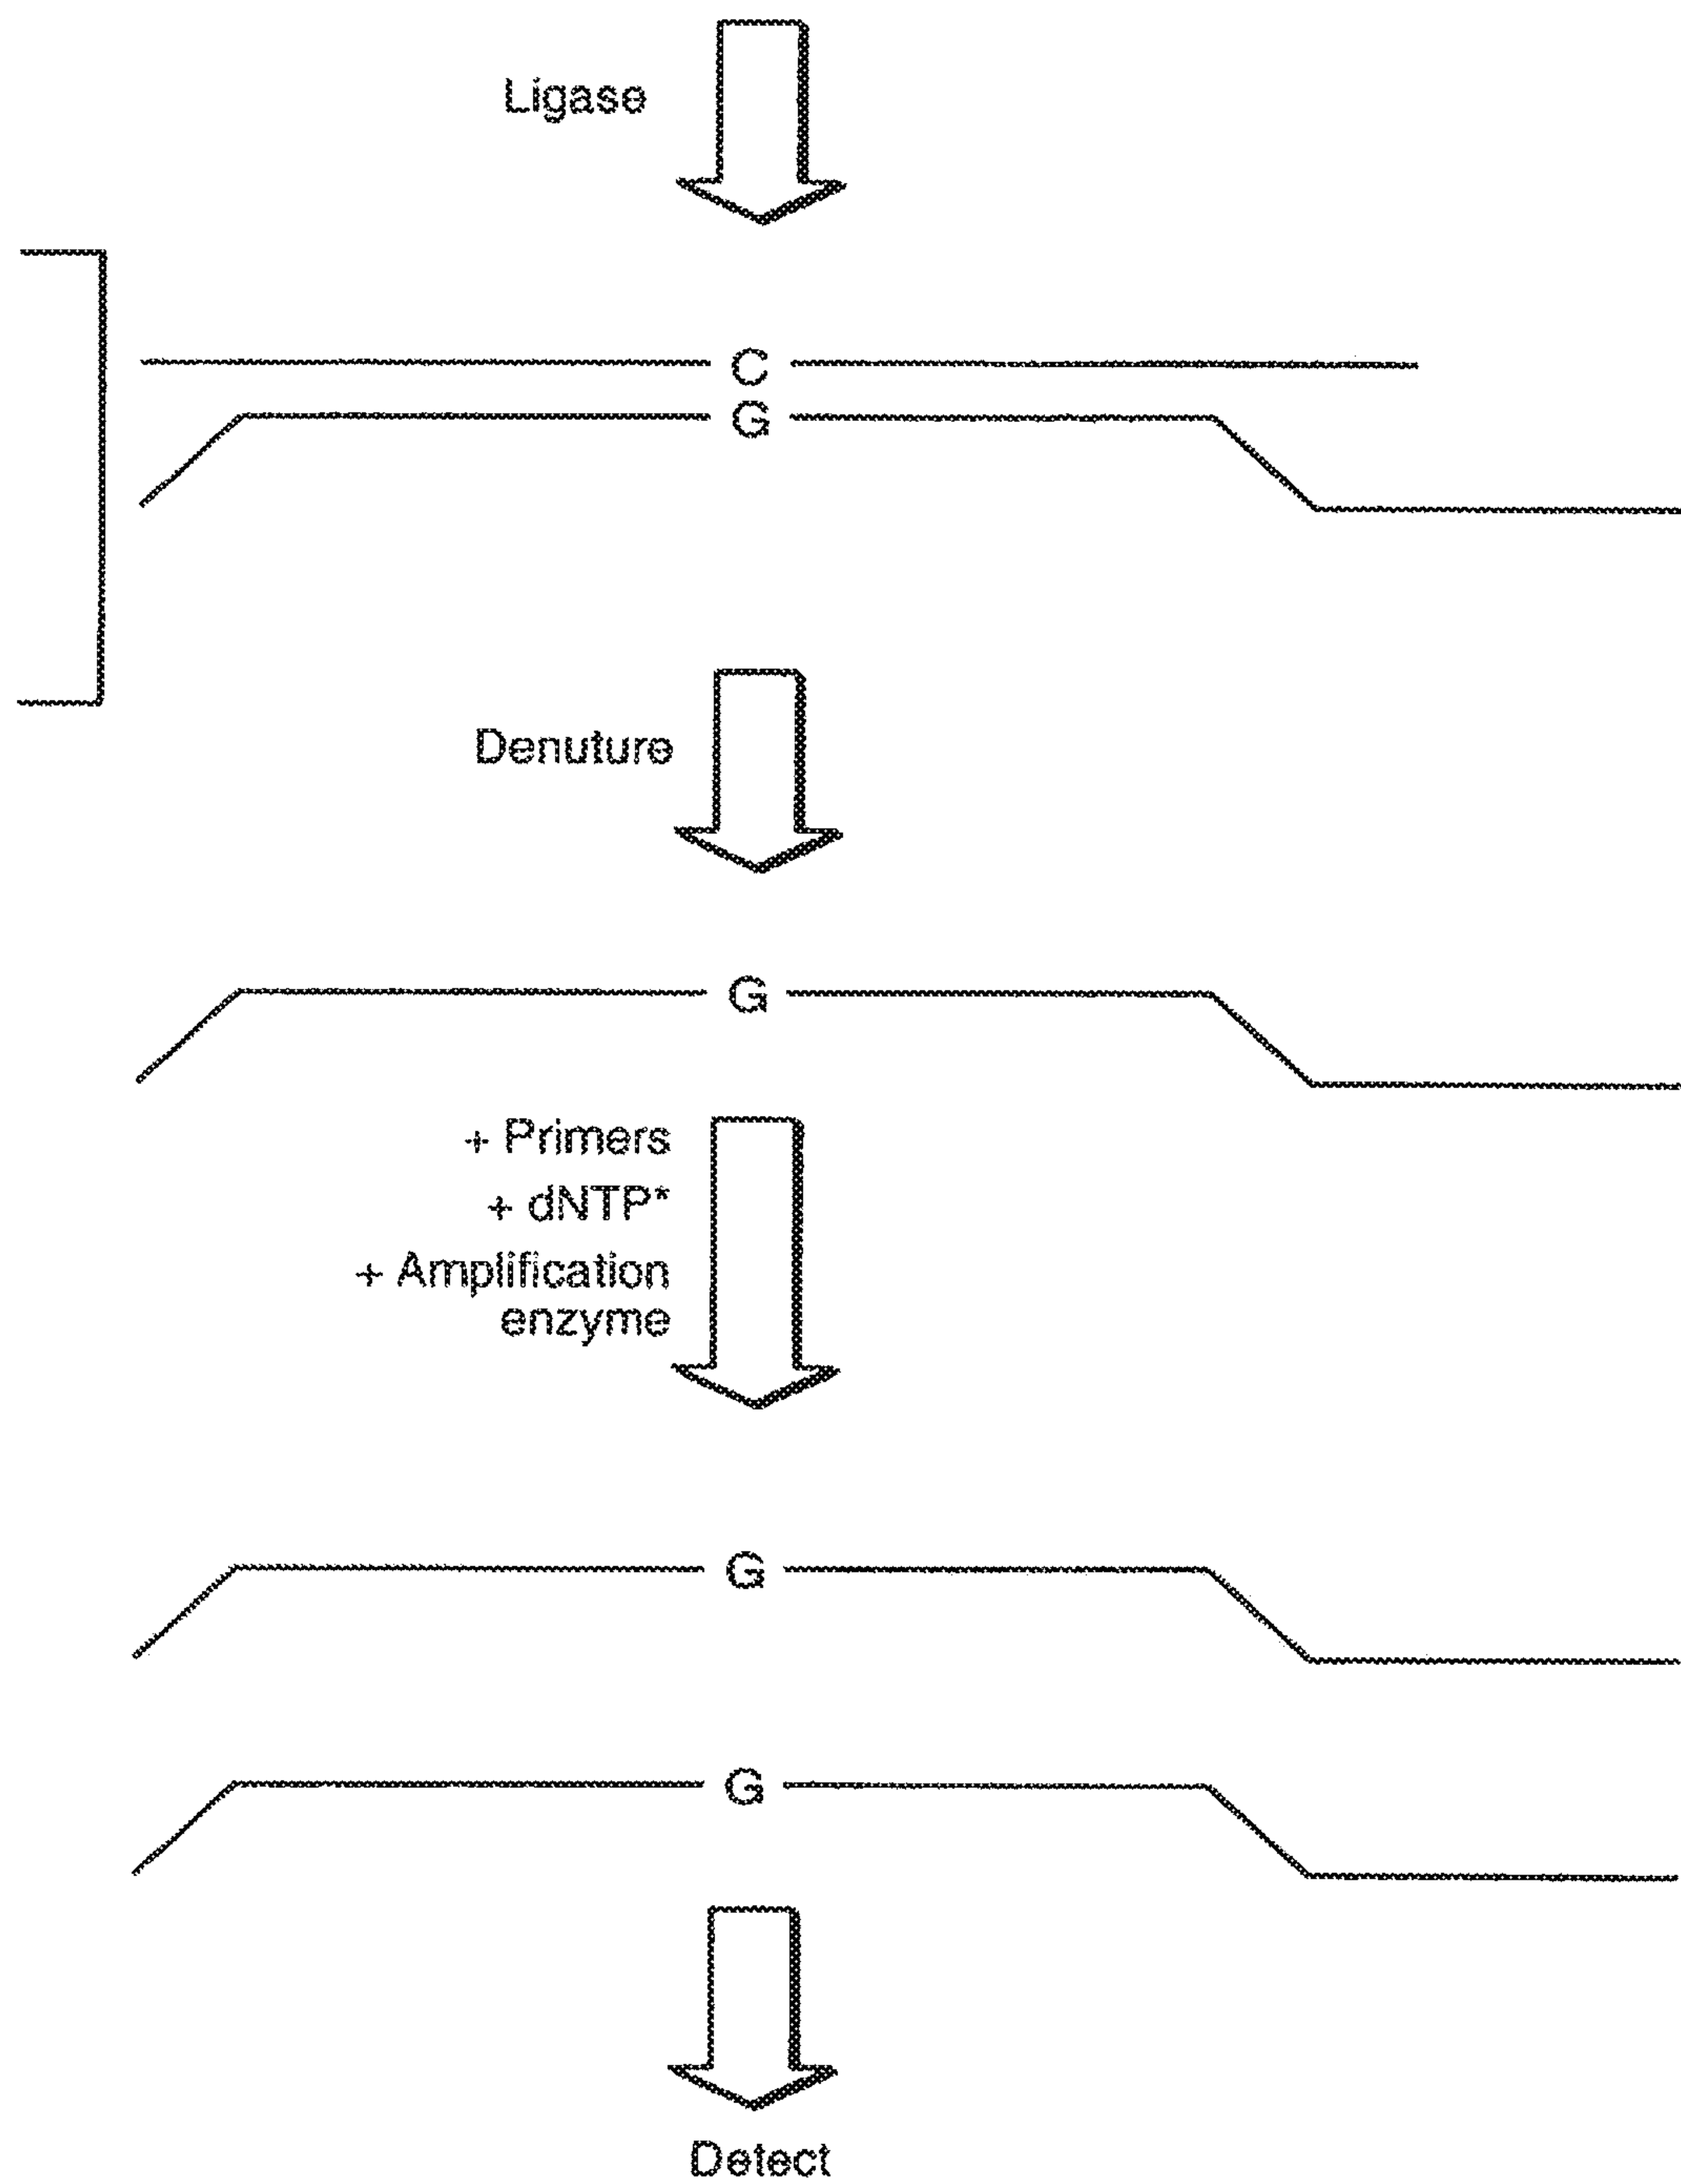 Ligase
C
G
Denuture
G
+ Primers
+ dNTP*
+ Amplification
enzyme
G
G
Detect